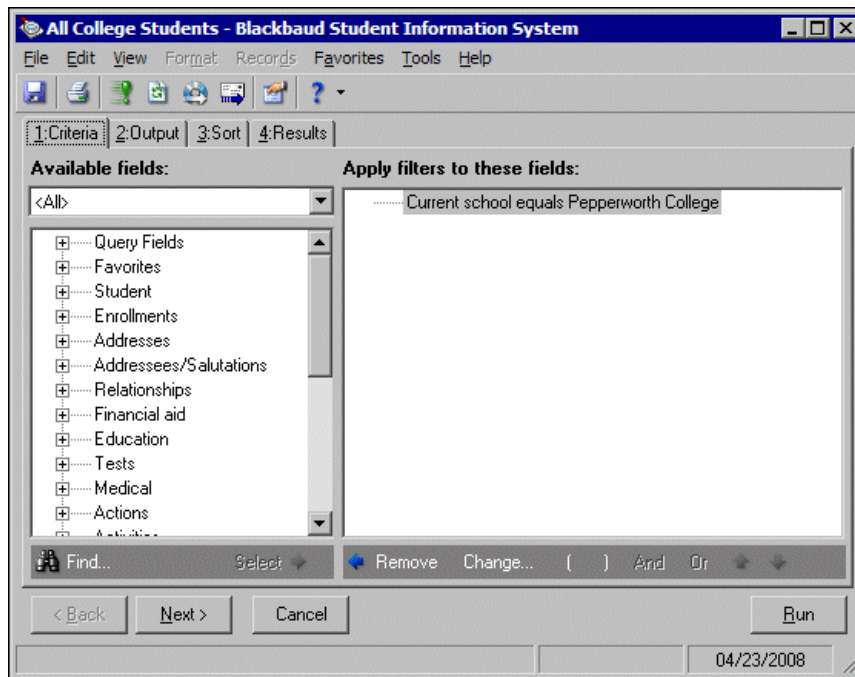 All College Students - Blackbaud Student Information System
File Edit View Format Records Favorites Tools Help
1:Criteria 2:Output 3:Sort 4:Results
Available fields: Apply filters to these fields:
<All> Current school equals Pepperworth College
Query Fields
Favorites
Student
Enrollments
Addresses
Addressees/Salutations
Relationships
Financial aid
Education
Tests
Medical
Actions
Activities
Find... Select Remove Change... ( ) And Or
< Back Next > Cancel Run
04/23/2008